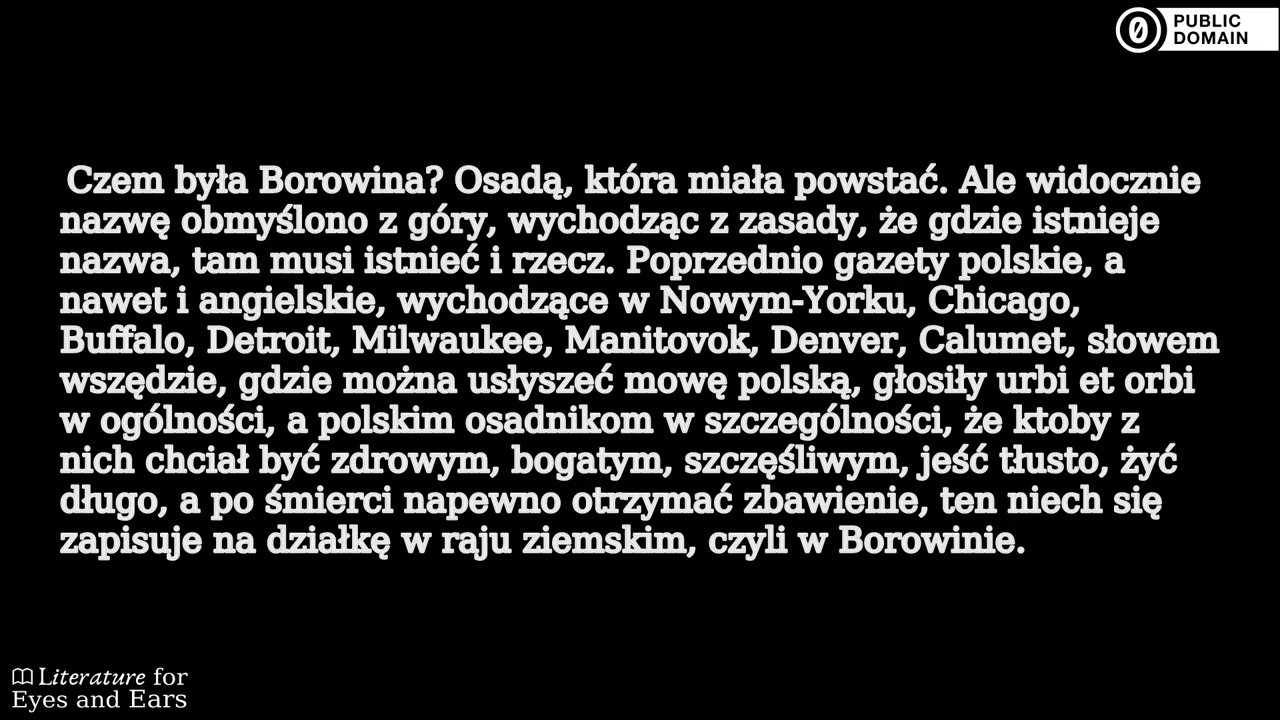 PUBLIC
DOMAIN
Czem była Borowina? Osadą, która miała powstać. Ale widocznie
nazwę obmyślono z góry, wychodząc z zasady, że gdzie istnieje
nazwa, tam musi istnieć i rzecz. Poprzednio gazety polskie, a
nawet i angielskie, wychodzące w Nowym-Yorku, Chicago,
Buffalo, Detroit, Milwaukee, Manitovok, Denver, Calumet, słowem
wszędzie, gdzie można usłyszeć mowę polską, głosiły urbi et orbi
w ogólności, a polskim osadnikom w szczególności, że ktoby z
nich chciał być zdrowym, bogatym, szczęśliwym, jeść tłusto, żyć
długo, a po śmierci napewno otrzymać zbawienie, ten niech się
zapisuje na działkę w raju ziemskim, czyli w Borowinie.
Literature for
Eyes and Ears